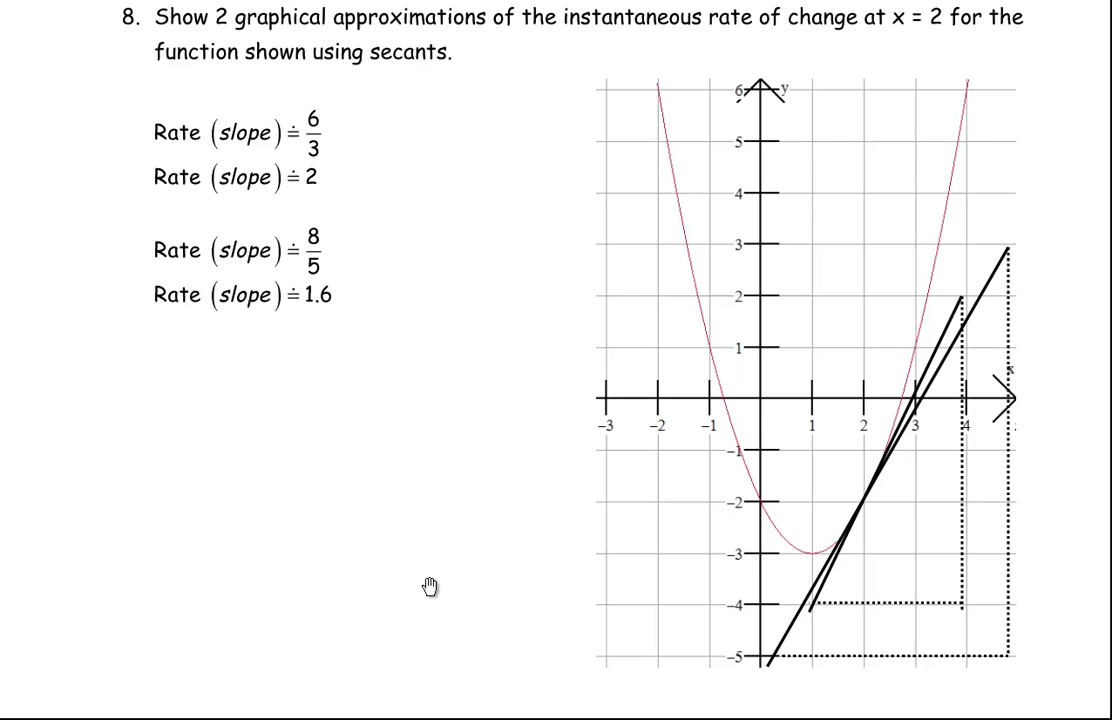 8. Show 2 graphical approximations of the instantaneous rate of change at x = 2 for the
function shown using secants.
Rate (slope) ≐ 6/3
Rate (slope) ≐ 2
Rate (slope) ≐ 8/5
Rate (slope) ≐ 1.6
y
6
5
4
3
2
1
x
−3 −2 −1 1 2 3 4
−1
−2
−3
−4
−5